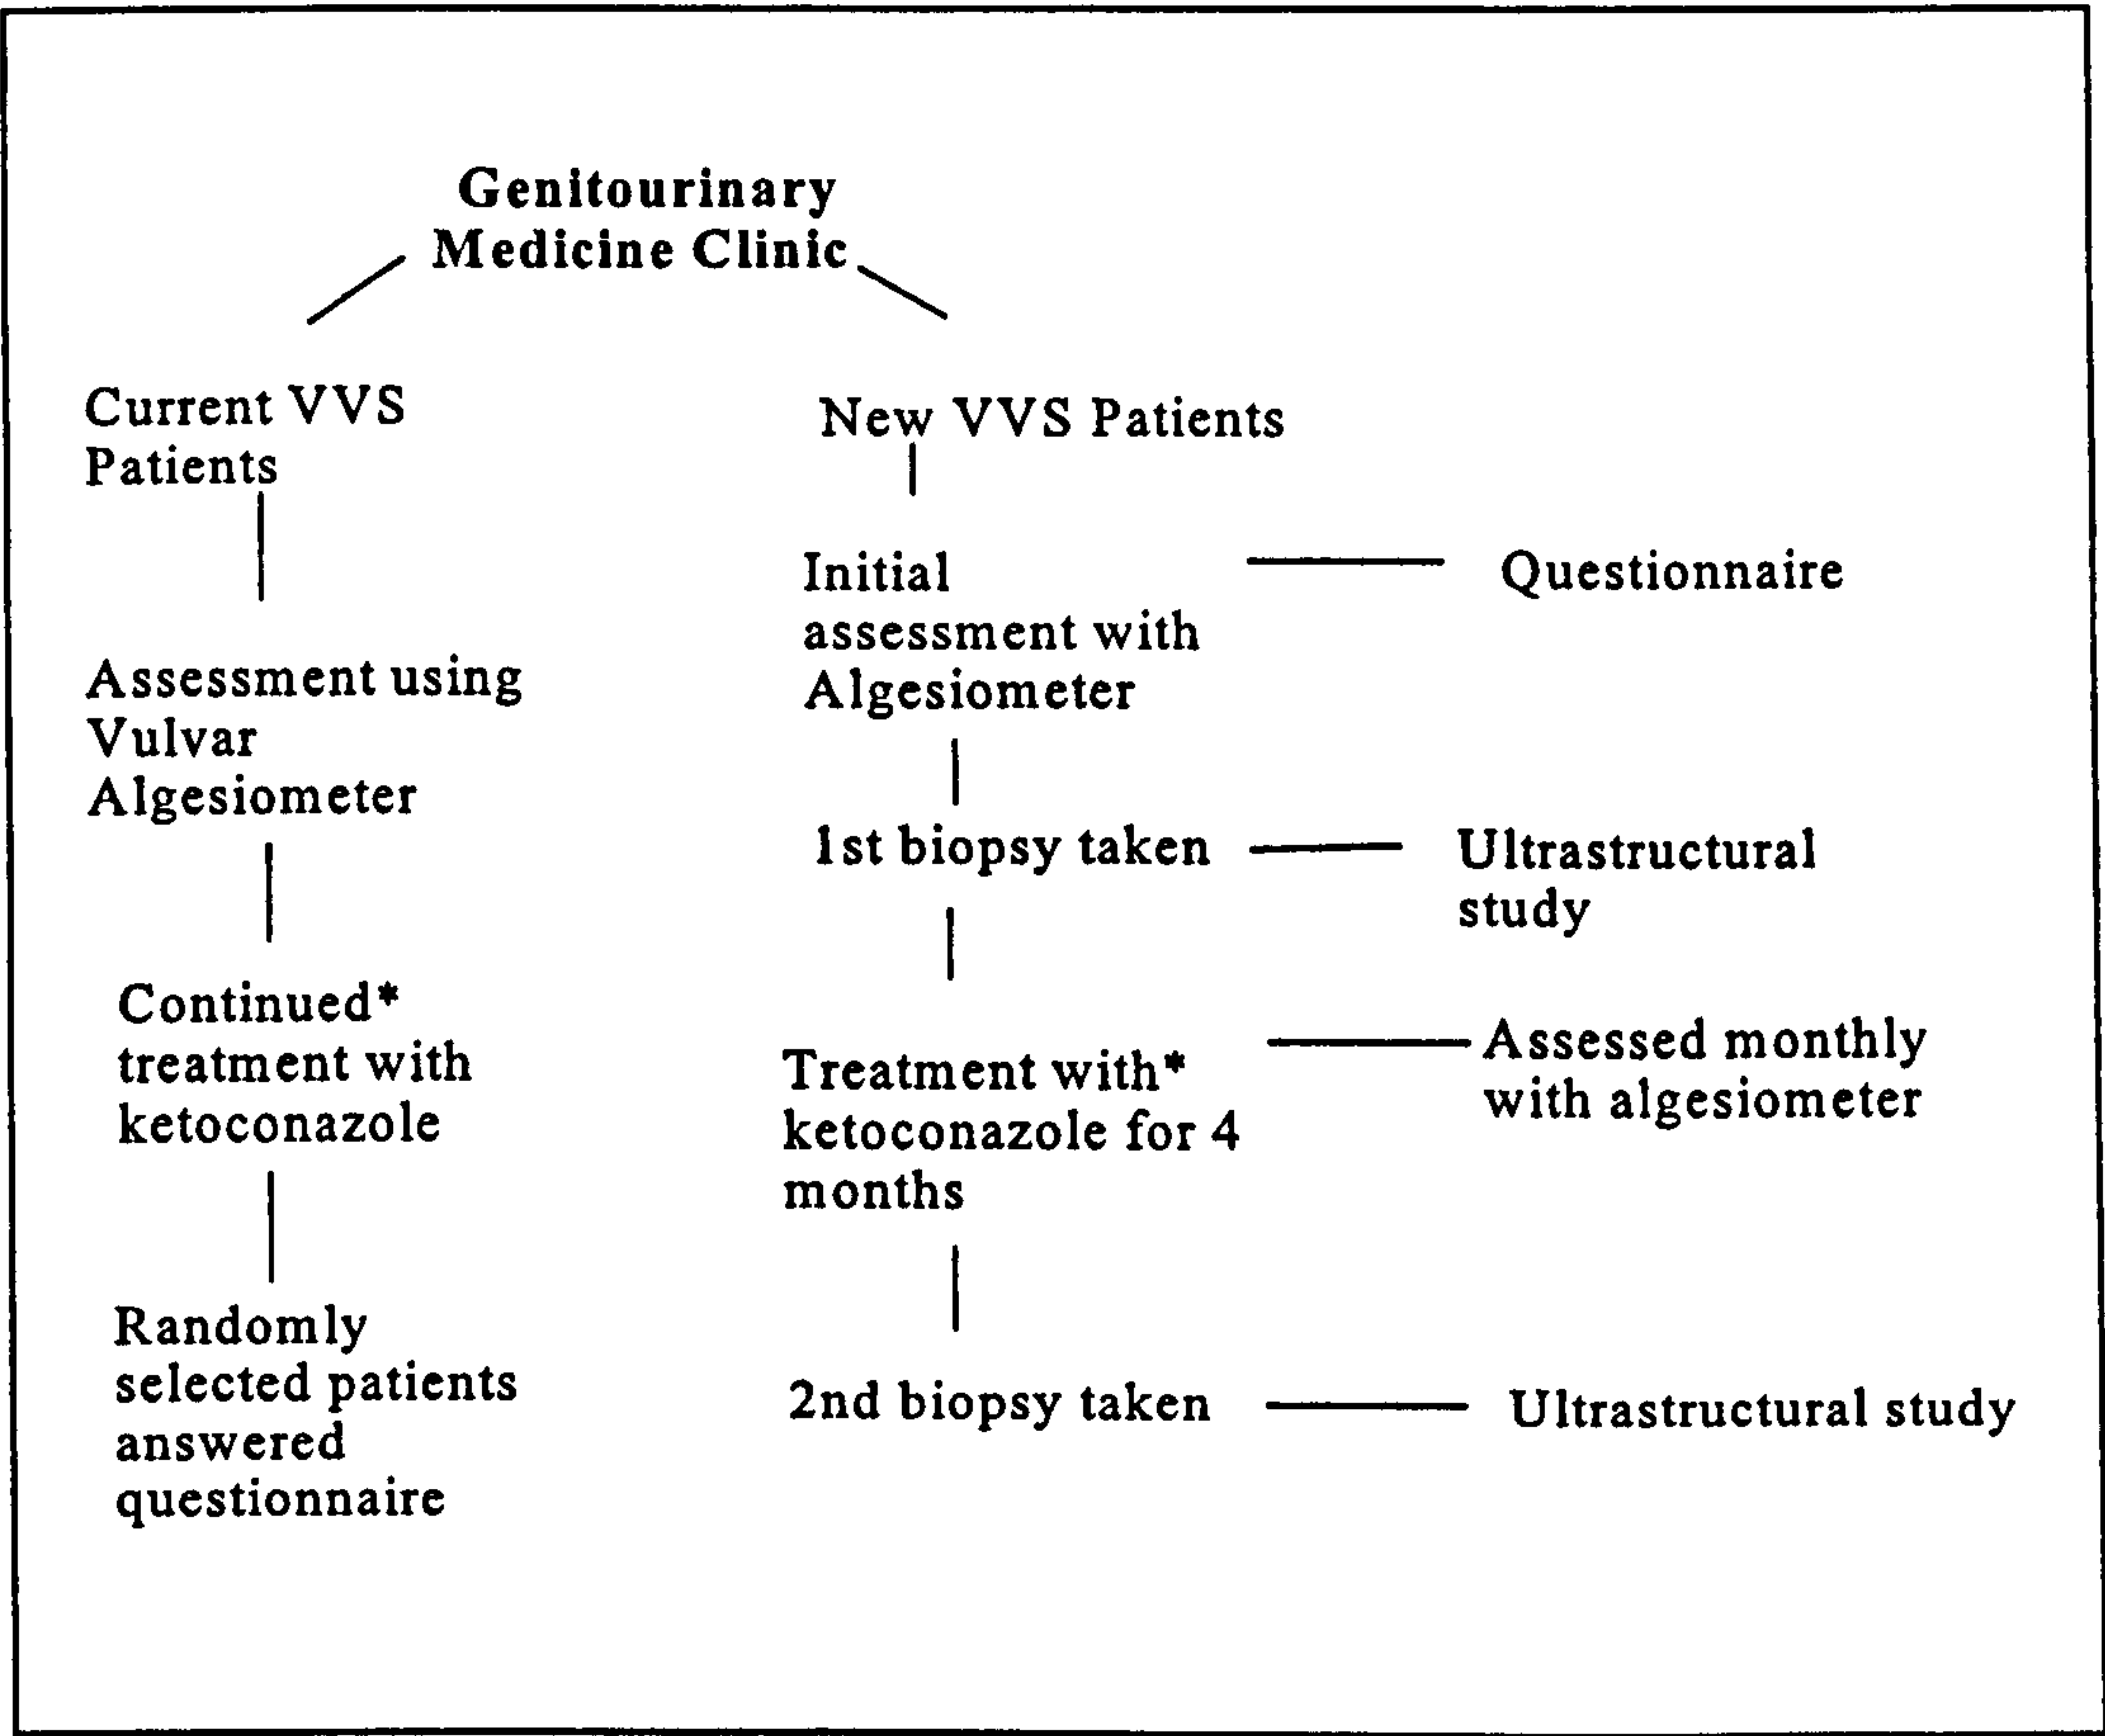 Genitourinary
Medicine Clinic
Current VVS
Patients
Assessment using
Vulvar
Algesiometer
Continued*
treatment with
ketoconazole
Randomly
selected patients
answered
questionnaire
New VVS Patients
Initial
assessment with
Algesiometer
Questionnaire
1st biopsy taken
Ultrastructural
study
Treatment with*
ketoconazole for 4
months
Assessed monthly
with algesiometer
2nd biopsy taken
Ultrastructural study